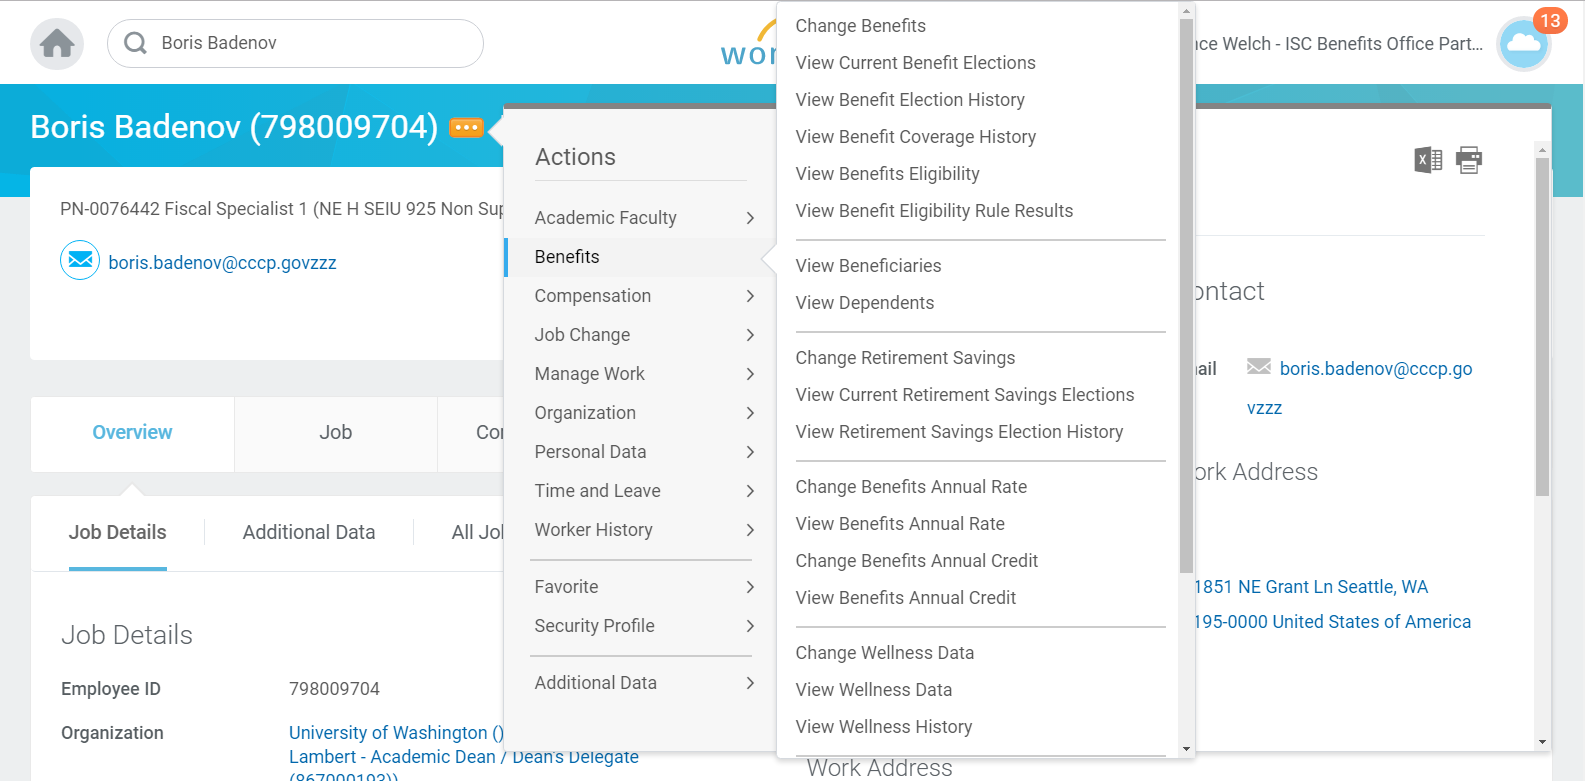 Boris Badenov
wor
nce Welch - ISC Benefits Office Part...
13
Boris Badenov (798009704)
PN-0076442 Fiscal Specialist 1 (NE H SEIU 925 Non Sup
boris.badenov@cccp.govzzz
Overview
Job
Co
Job Details
Additional Data
All Jo
Job Details
Employee ID
798009704
Organization
University of Washington ()
Lambert - Academic Dean / Dean's Delegate
(867000193))
Actions
Academic Faculty
Benefits
Compensation
Job Change
Manage Work
Organization
Personal Data
Time and Leave
Worker History
Favorite
Security Profile
Additional Data
Change Benefits
View Current Benefit Elections
View Benefit Election History
View Benefit Coverage History
View Benefits Eligibility
View Benefit Eligibility Rule Results
View Beneficiaries
View Dependents
Change Retirement Savings
View Current Retirement Savings Elections
View Retirement Savings Election History
Change Benefits Annual Rate
View Benefits Annual Rate
Change Benefits Annual Credit
View Benefits Annual Credit
Change Wellness Data
View Wellness Data
View Wellness History
ontact
ail
boris.badenov@cccp.go
vzzz
ork Address
1851 NE Grant Ln Seattle, WA
195-0000 United States of America
Work Address